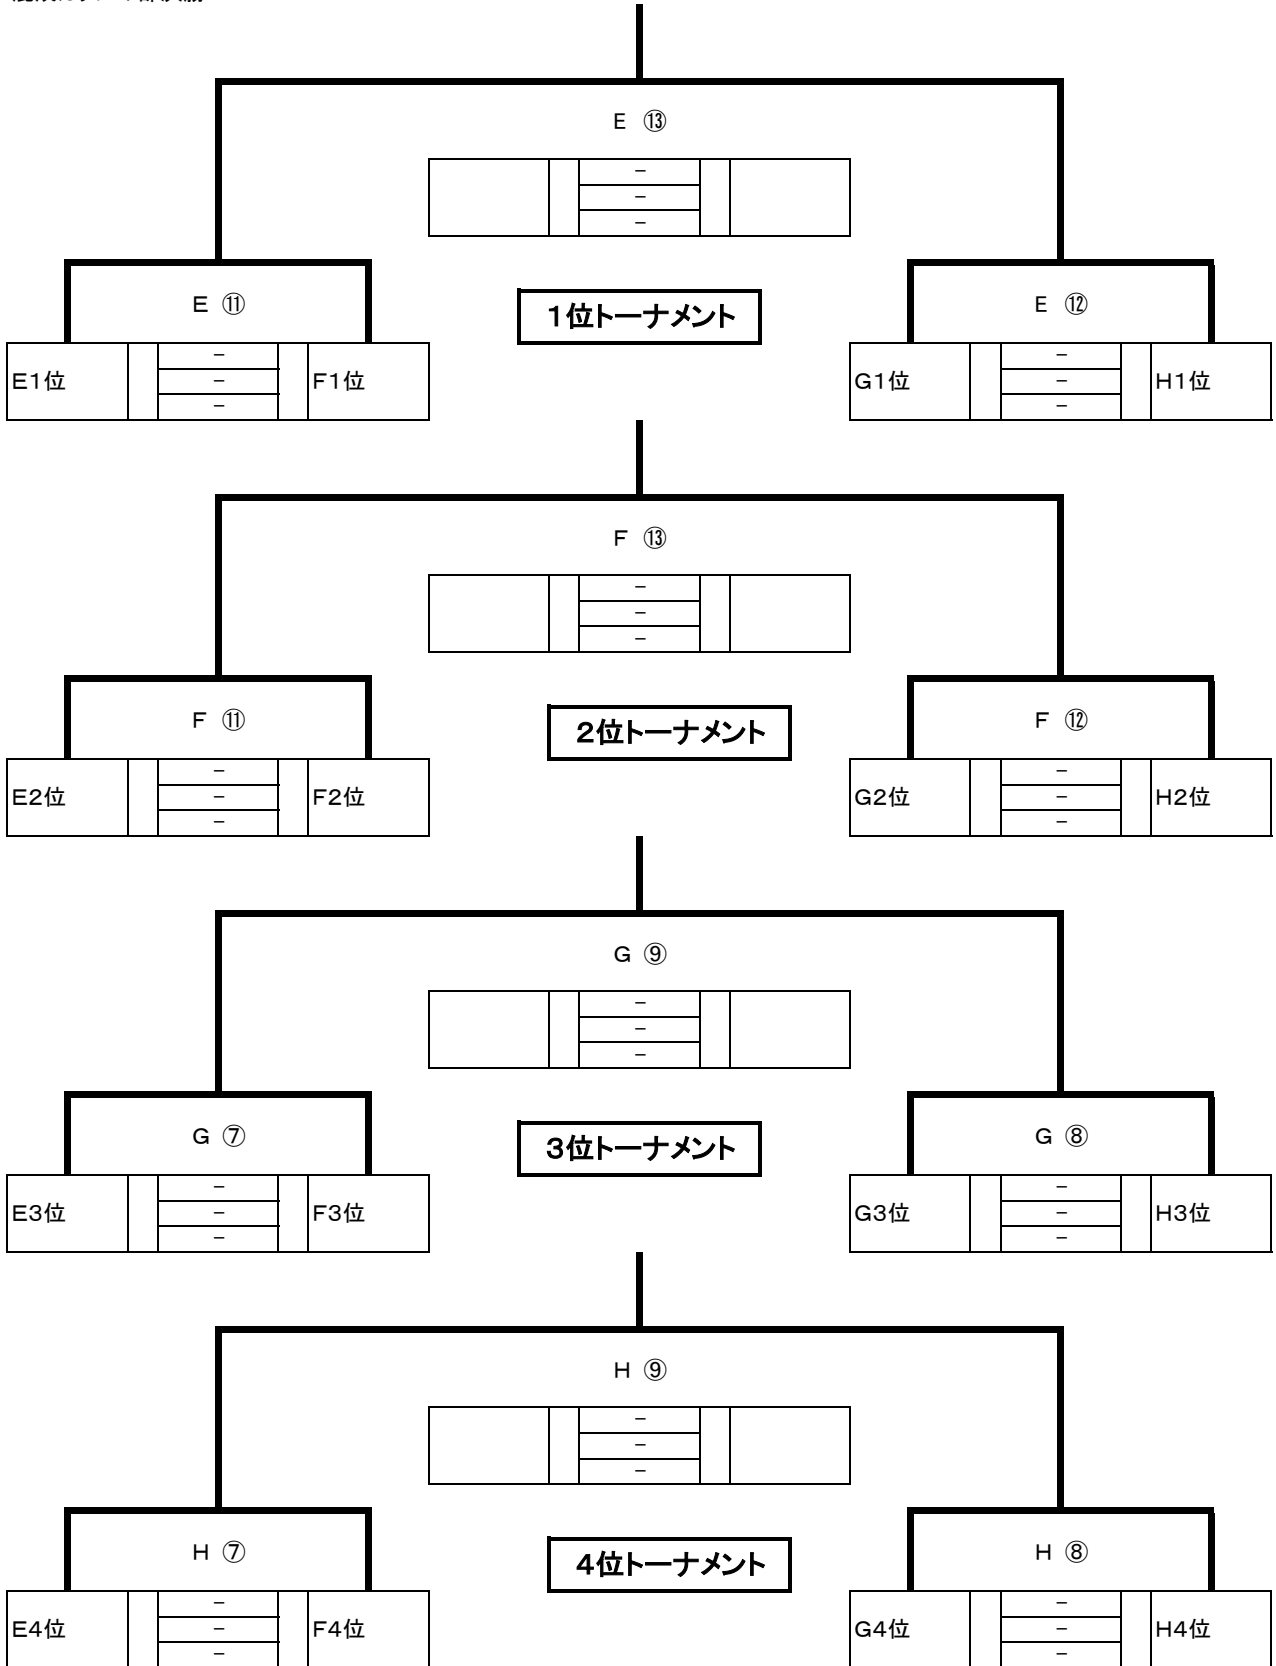 E ⑬
-
-
-
E ⑪
1位トーナメント
E ⑫
E1位
-
-
-
F1位
G1位
-
-
-
H1位
F ⑬
-
-
-
F ⑪
2位トーナメント
F ⑫
E2位
-
-
-
F2位
G2位
-
-
-
H2位
G ⑨
-
-
-
G ⑦
3位トーナメント
G ⑧
E3位
-
-
-
F3位
G3位
-
-
-
H3位
H ⑨
-
-
-
H ⑦
4位トーナメント
H ⑧
E4位
-
-
-
F4位
G4位
-
-
-
H4位